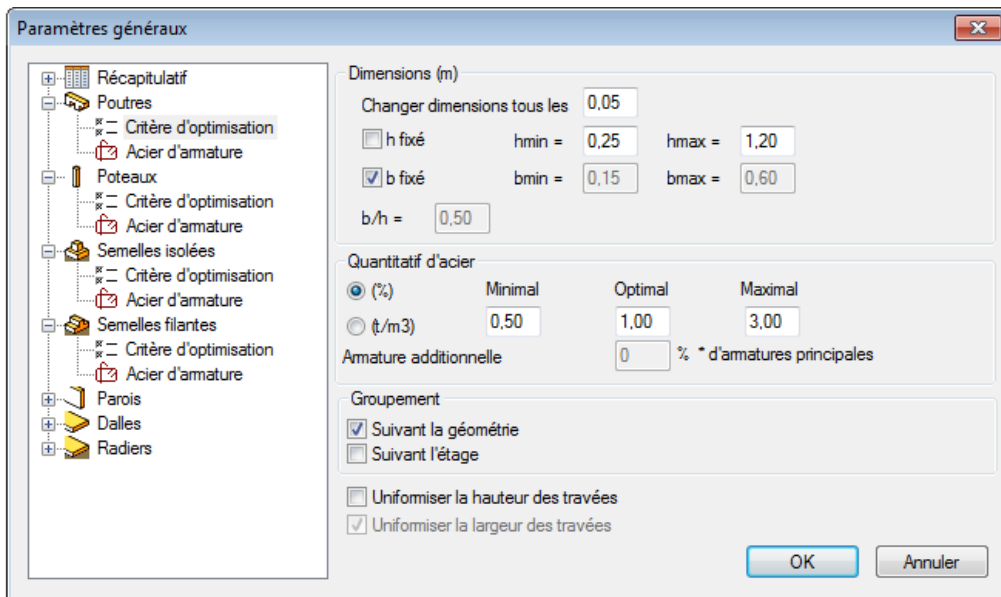 Paramètres généraux
Récapitulatif
Poutres
Critère d'optimisation
Acier d'armature
Poteaux
Critère d'optimisation
Acier d'armature
Semelles isolées
Critère d'optimisation
Acier d'armature
Semelles filantes
Critère d'optimisation
Acier d'armature
Parois
Dalles
Radiers
Dimensions (m)
Changer dimensions tous les 0,05
h fixé hmin = 0,25 hmax = 1,20
b fixé bmin = 0,15 bmax = 0,60
b/h = 0,50
Quantitatif d'acier
(%) Minimal Optimal Maximal
(t/m3) 0,50 1,00 3,00
Armature additionnelle 0 % * d'armatures principales
Groupement
Suivant la géométrie
Suivant l'étage
Uniformiser la hauteur des travées
Uniformiser la largeur des travées
OK Annuler